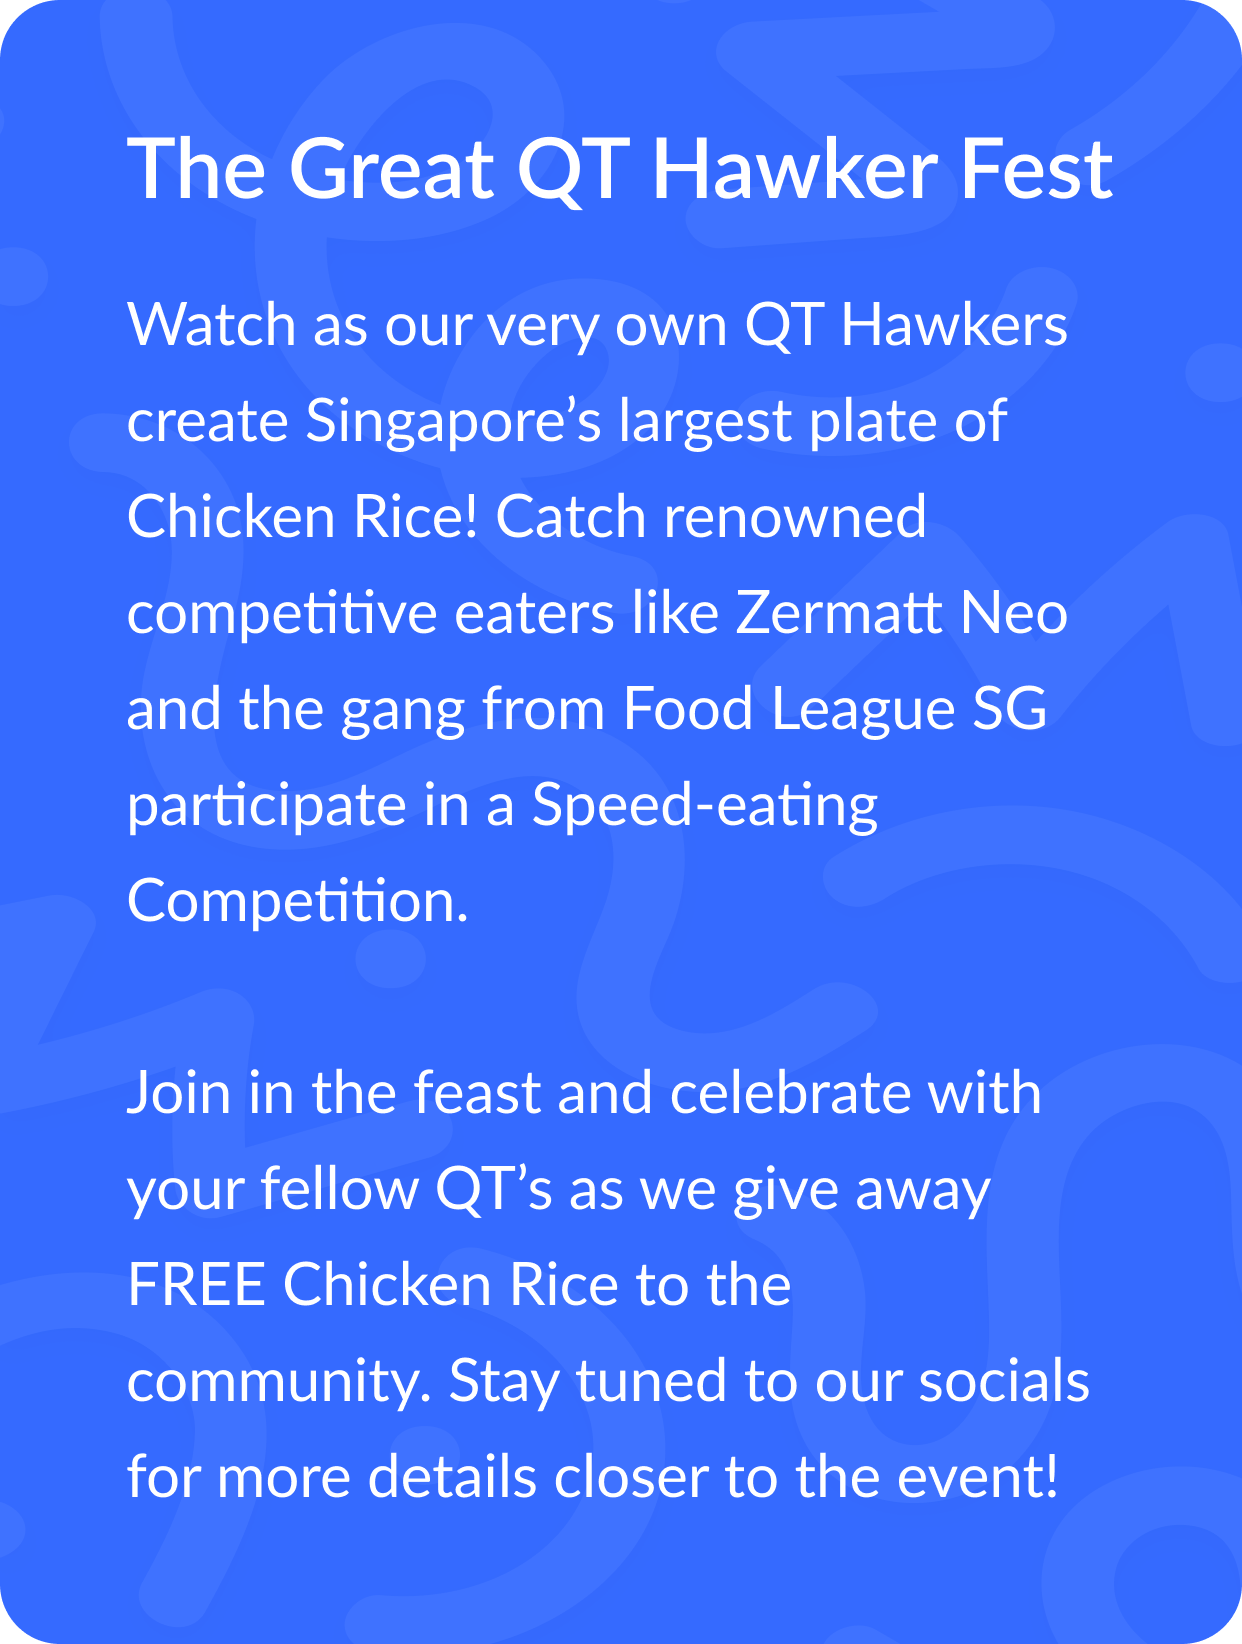 The Great QT Hawker Fest
Watch as our very own QT Hawkers
create Singapore’s largest plate of
Chicken Rice! Catch renowned
competitive eaters like Zermatt Neo
and the gang from Food League SG
participate in a Speed-eating
Competition.
Join in the feast and celebrate with
your fellow QT’s as we give away
FREE Chicken Rice to the
community. Stay tuned to our socials
for more details closer to the event!